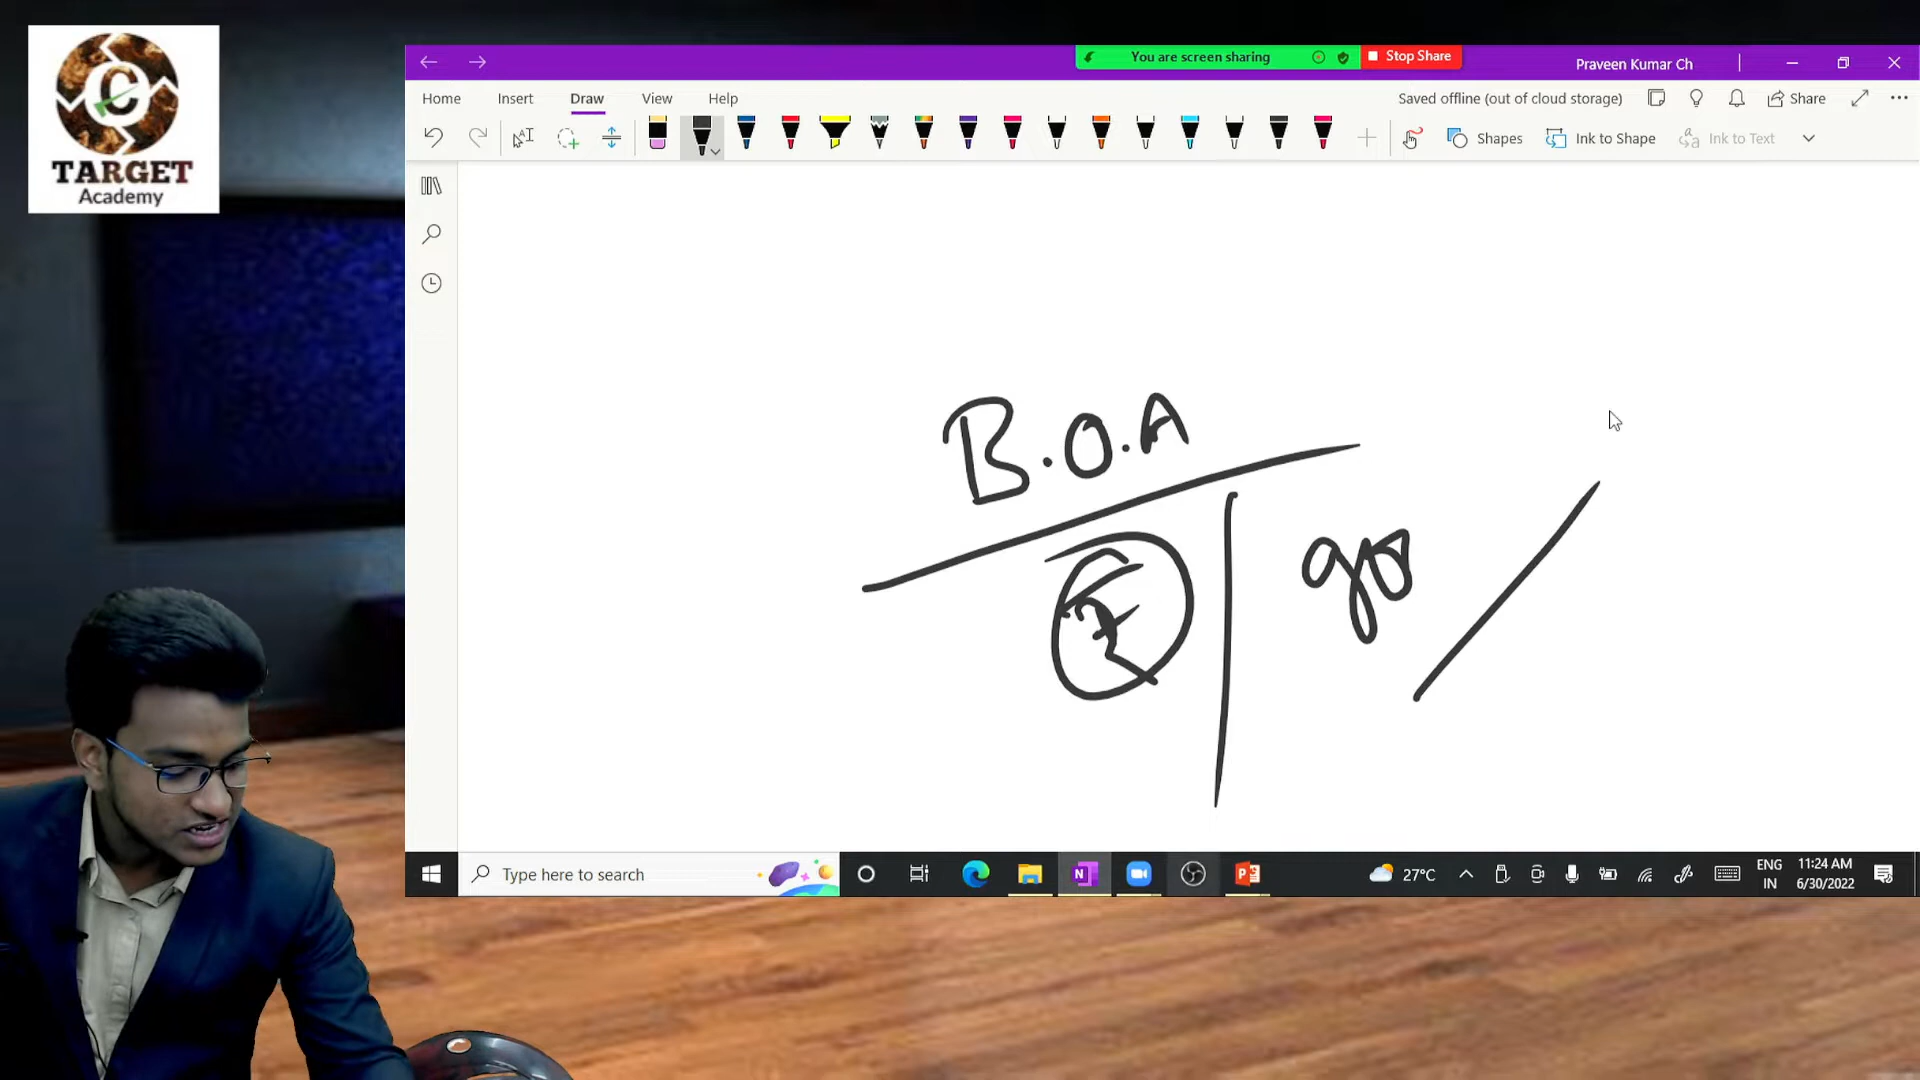 TARGET
Academy
You are screen sharing
Stop Share
Praveen Kumar Ch
Home Insert Draw View Help
Saved offline (out of cloud storage)
Share
Shapes
Ink to Shape
Ink to Text
B.O.A
₹
Type here to search
27°C
ENG
IN
11:24 AM
6/30/2022